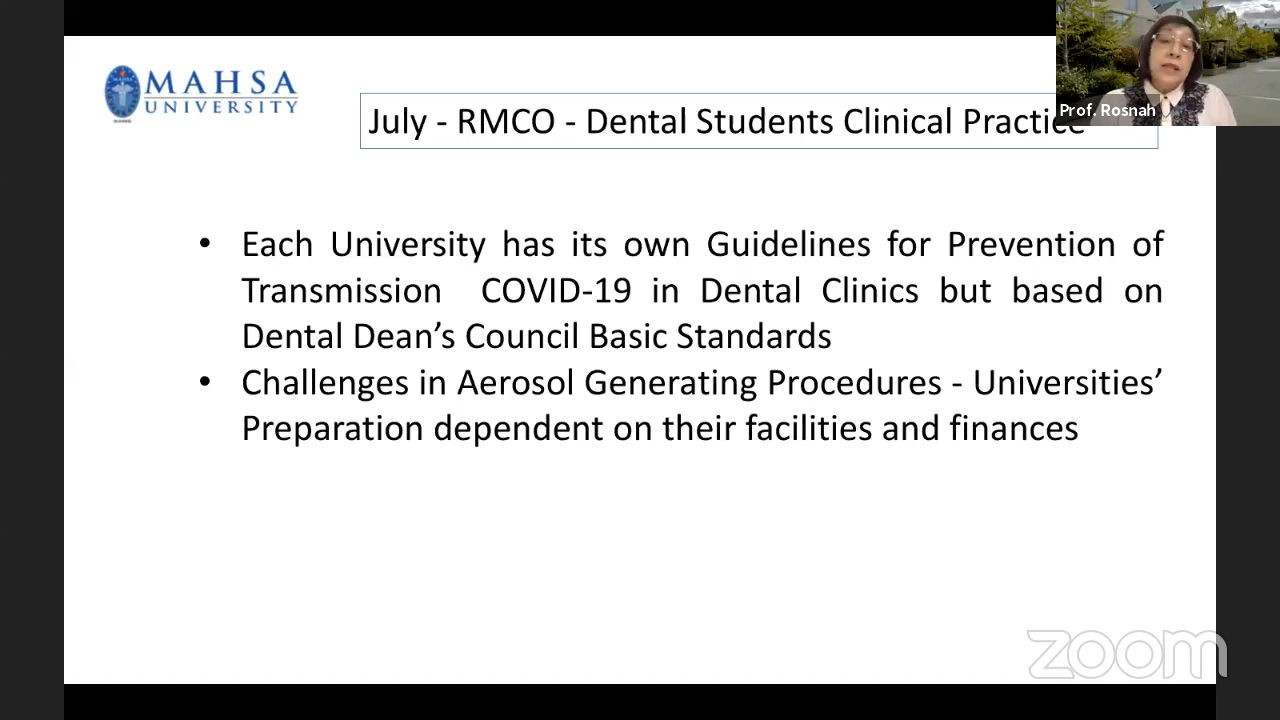 MAHSA
UNIVERSITY
July - RMCO - Dental Students Clinical Practice
Prof. Rosnah
• Each University has its own Guidelines for Prevention of
Transmission COVID-19 in Dental Clinics but based on
Dental Dean’s Council Basic Standards
• Challenges in Aerosol Generating Procedures - Universities’
Preparation dependent on their facilities and finances
zoom